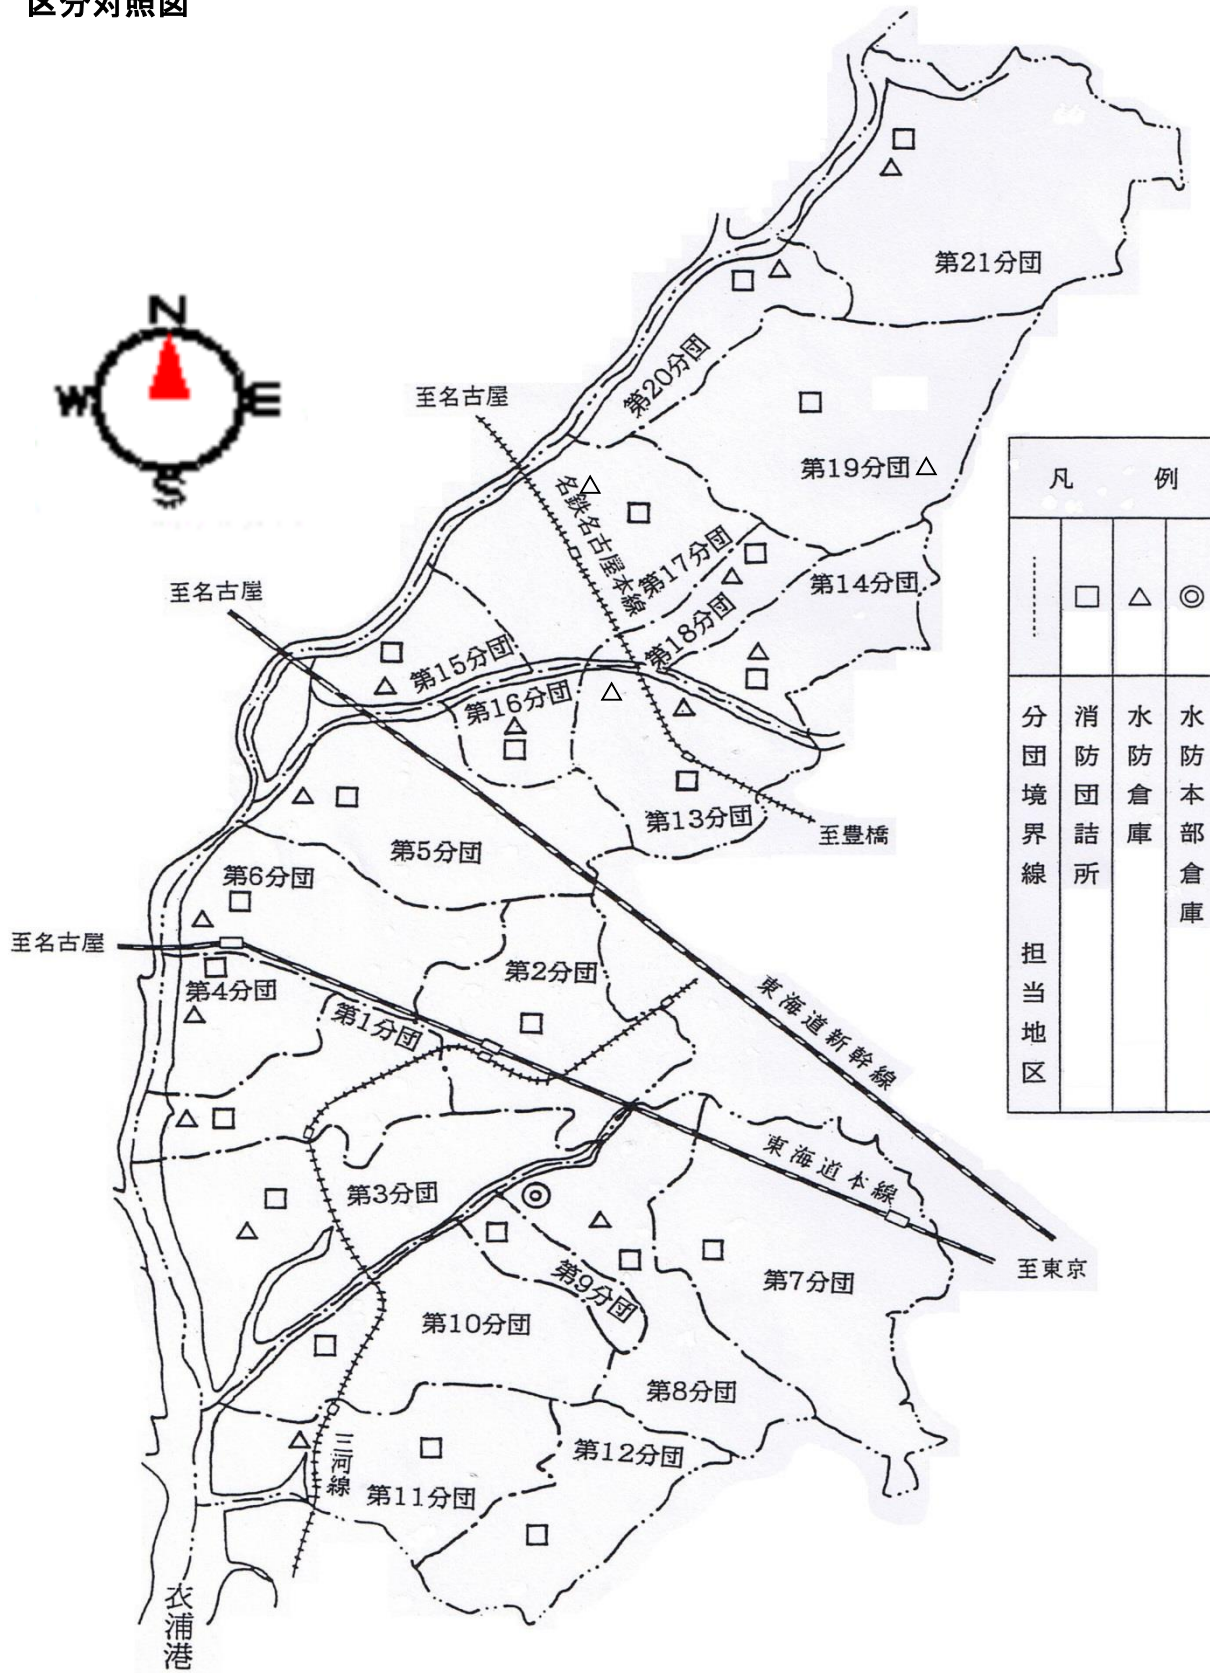 区分対照図
N
W
E
S
第21分団
第20分団
至名古屋
第19分団
名鉄名古屋本線
第17分団
第14分団
第18分団
至名古屋
第15分団
第16分団
第13分団
至豊橋
第5分団
第6分団
至名古屋
第4分団
第2分団
第1分団
東海道新幹線
東海道本線
第3分団
至東京
第7分団
第9分団
第10分団
第8分団
第12分団
三河線
第11分団
衣浦港
凡例
分団境界線 担当地区
消防団詰所
水防倉庫
水防本部倉庫